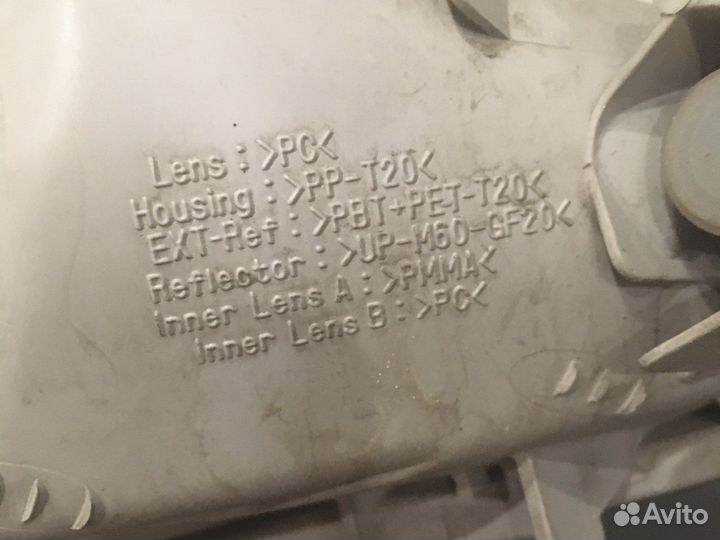 Lens : >PC<
Housing : >PP-T20<
EXT-Ref : >PBT+PET-T20<
Reflector : >UP-M60-GF20<
inner Lens A : >PMMA<
inner Lens B : >PC<
Avito